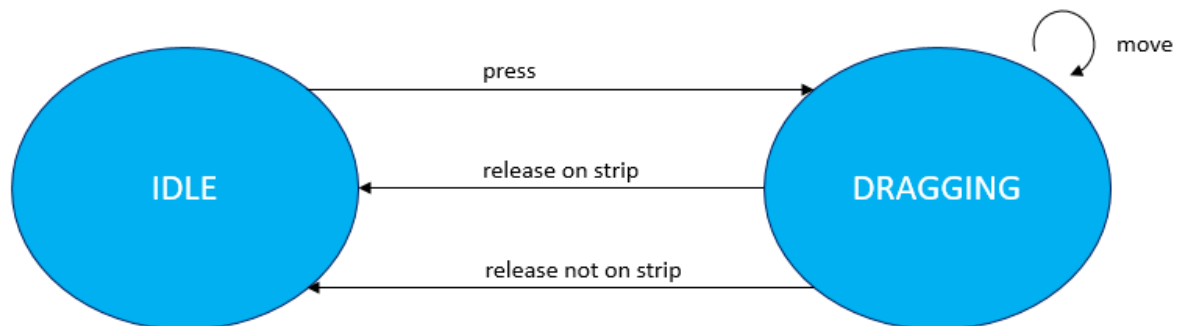 move
press
release on strip
IDLE
DRAGGING
release not on strip